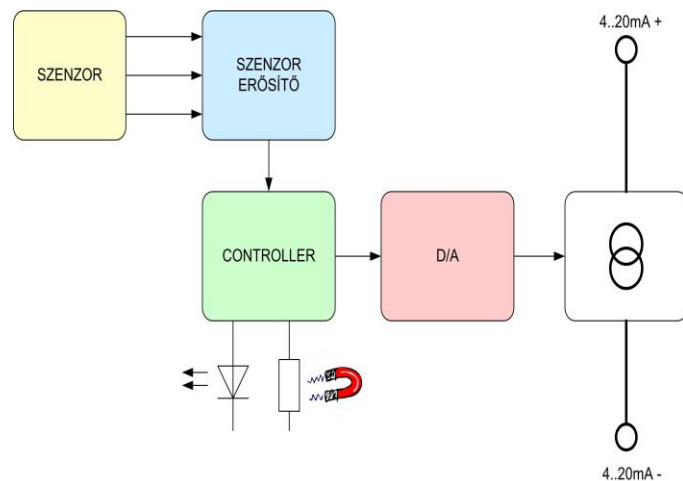 4..20mA +
SZENZOR
SZENZOR
ERŐSÍTŐ
CONTROLLER
D/A
4..20mA -